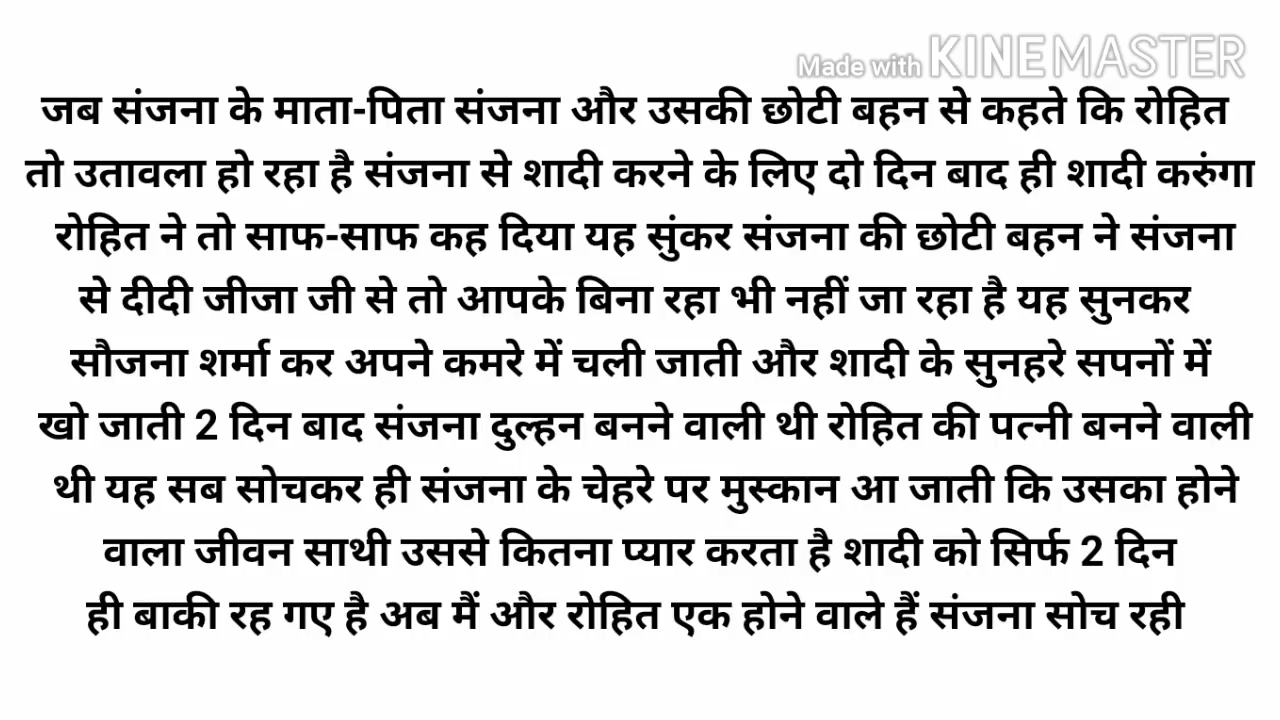 Made with KINEMASTER
जब संजना के माता-पिता संजना और उसकी छोटी बहन से कहते कि रोहित
तो उतावला हो रहा है संजना से शादी करने के लिए दो दिन बाद ही शादी करुंगा
रोहित ने तो साफ-साफ कह दिया यह सुंकर संजना की छोटी बहन ने संजना
से दीदी जीजा जी से तो आपके बिना रहा भी नहीं जा रहा है यह सुनकर
सौजना शर्मा कर अपने कमरे में चली जाती और शादी के सुनहरे सपनों में
खो जाती 2 दिन बाद संजना दुल्हन बनने वाली थी रोहित की पत्नी बनने वाली
थी यह सब सोचकर ही संजना के चेहरे पर मुस्कान आ जाती कि उसका होने
वाला जीवन साथी उससे कितना प्यार करता है शादी को सिर्फ 2 दिन
ही बाकी रह गए है अब मैं और रोहित एक होने वाले हैं संजना सोच रही